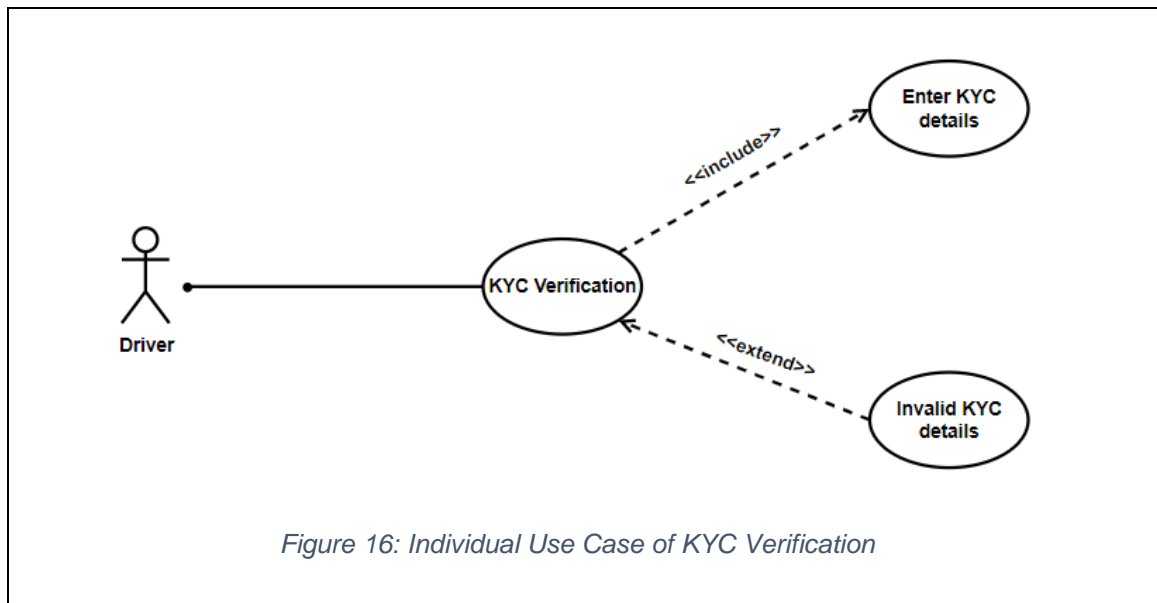 Enter KYC
details
<<include>>
KYC Verification
Driver
<<extend>>
Invalid KYC
details
Figure 16: Individual Use Case of KYC Verification